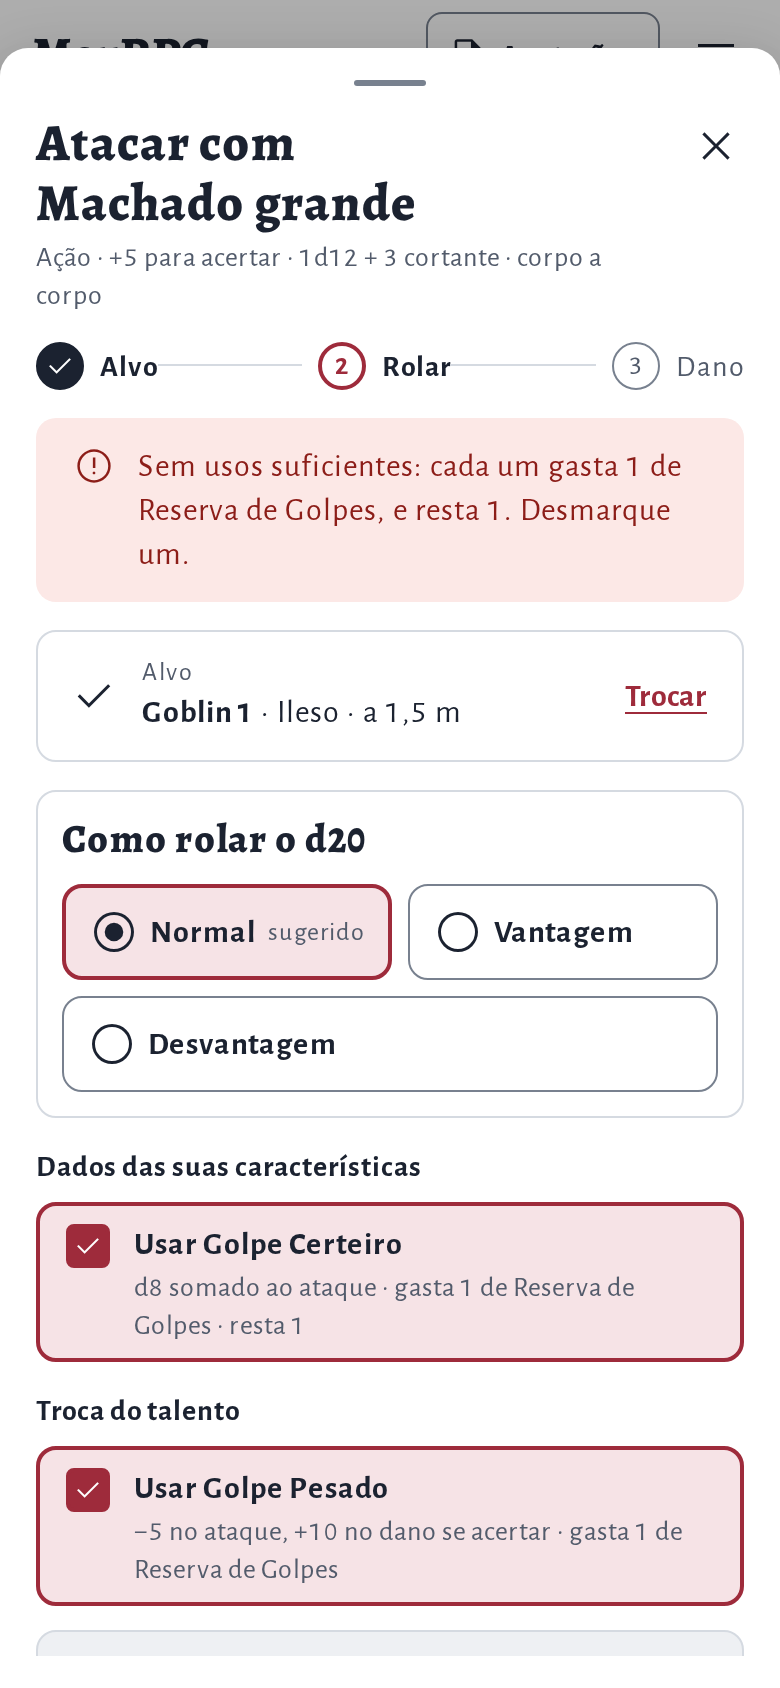 Atacar com
Machado grande
Ação · +5 para acertar · 1d12 + 3 cortante · corpo a
corpo
Alvo 2 Rolar 3 Dano
Sem usos suficientes: cada um gasta 1 de
Reserva de Golpes, e resta 1. Desmarque
um.
Alvo
Goblin 1 · Ileso · a 1,5 m
Trocar
Como rolar o d20
Normal sugerido
Vantagem
Desvantagem
Dados das suas características
Usar Golpe Certeiro
d8 somado ao ataque · gasta 1 de Reserva de
Golpes · resta 1
Troca do talento
Usar Golpe Pesado
−5 no ataque, +10 no dano se acertar · gasta 1 de
Reserva de Golpes